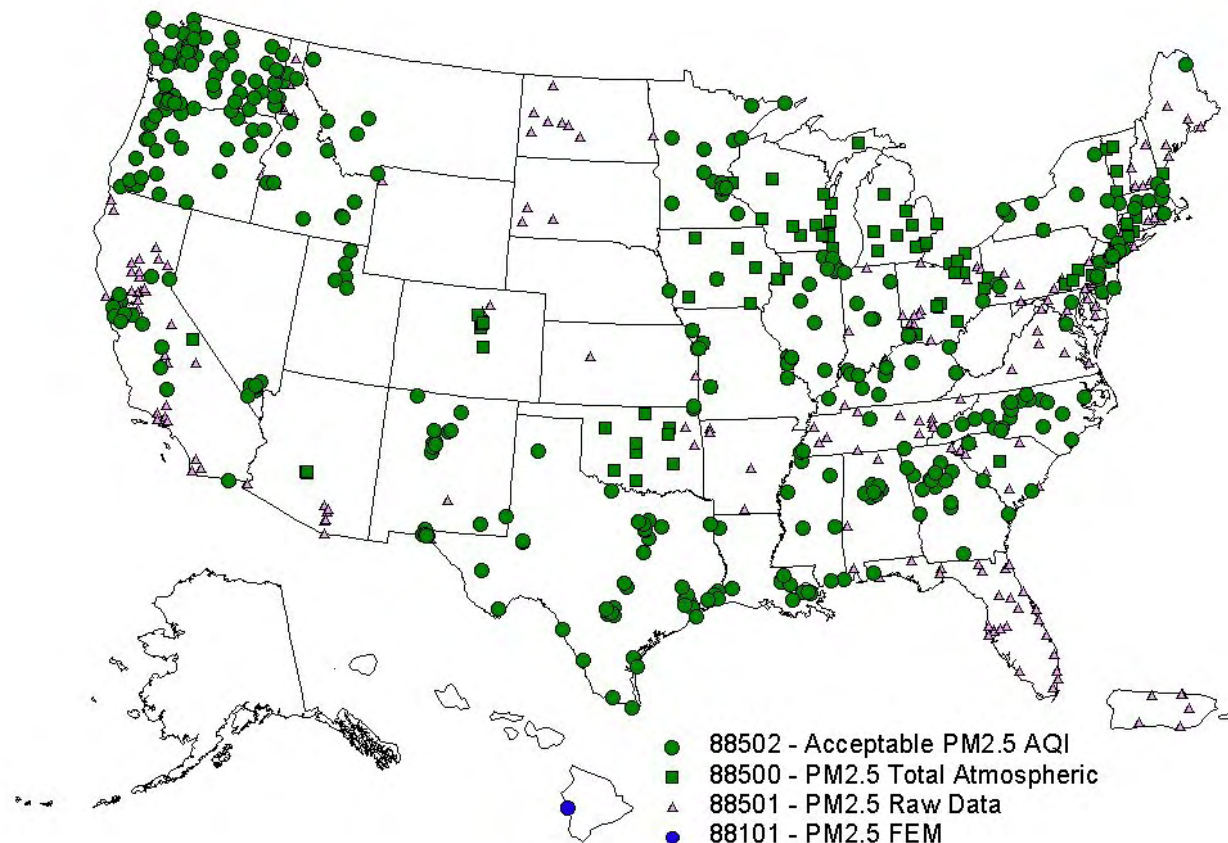 88502 - Acceptable PM2.5 AQI
88500 - PM2.5 Total Atmospheric
88501 - PM2.5 Raw Data
88101 - PM2.5 FEM